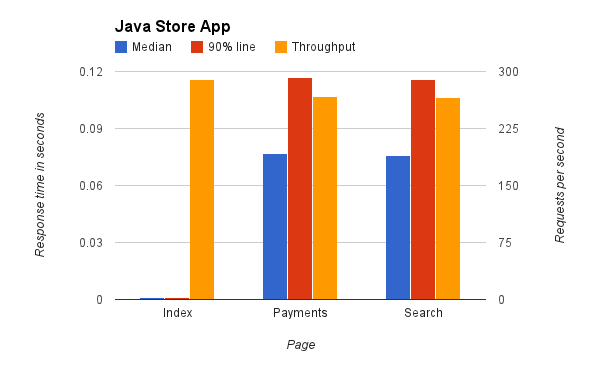 Java Store App
Median 90% line Throughput
0.12 300
0.09 225
0.06 150
0.03 75
0 0
Response time in seconds
Requests per second
Index Payments Search
Page